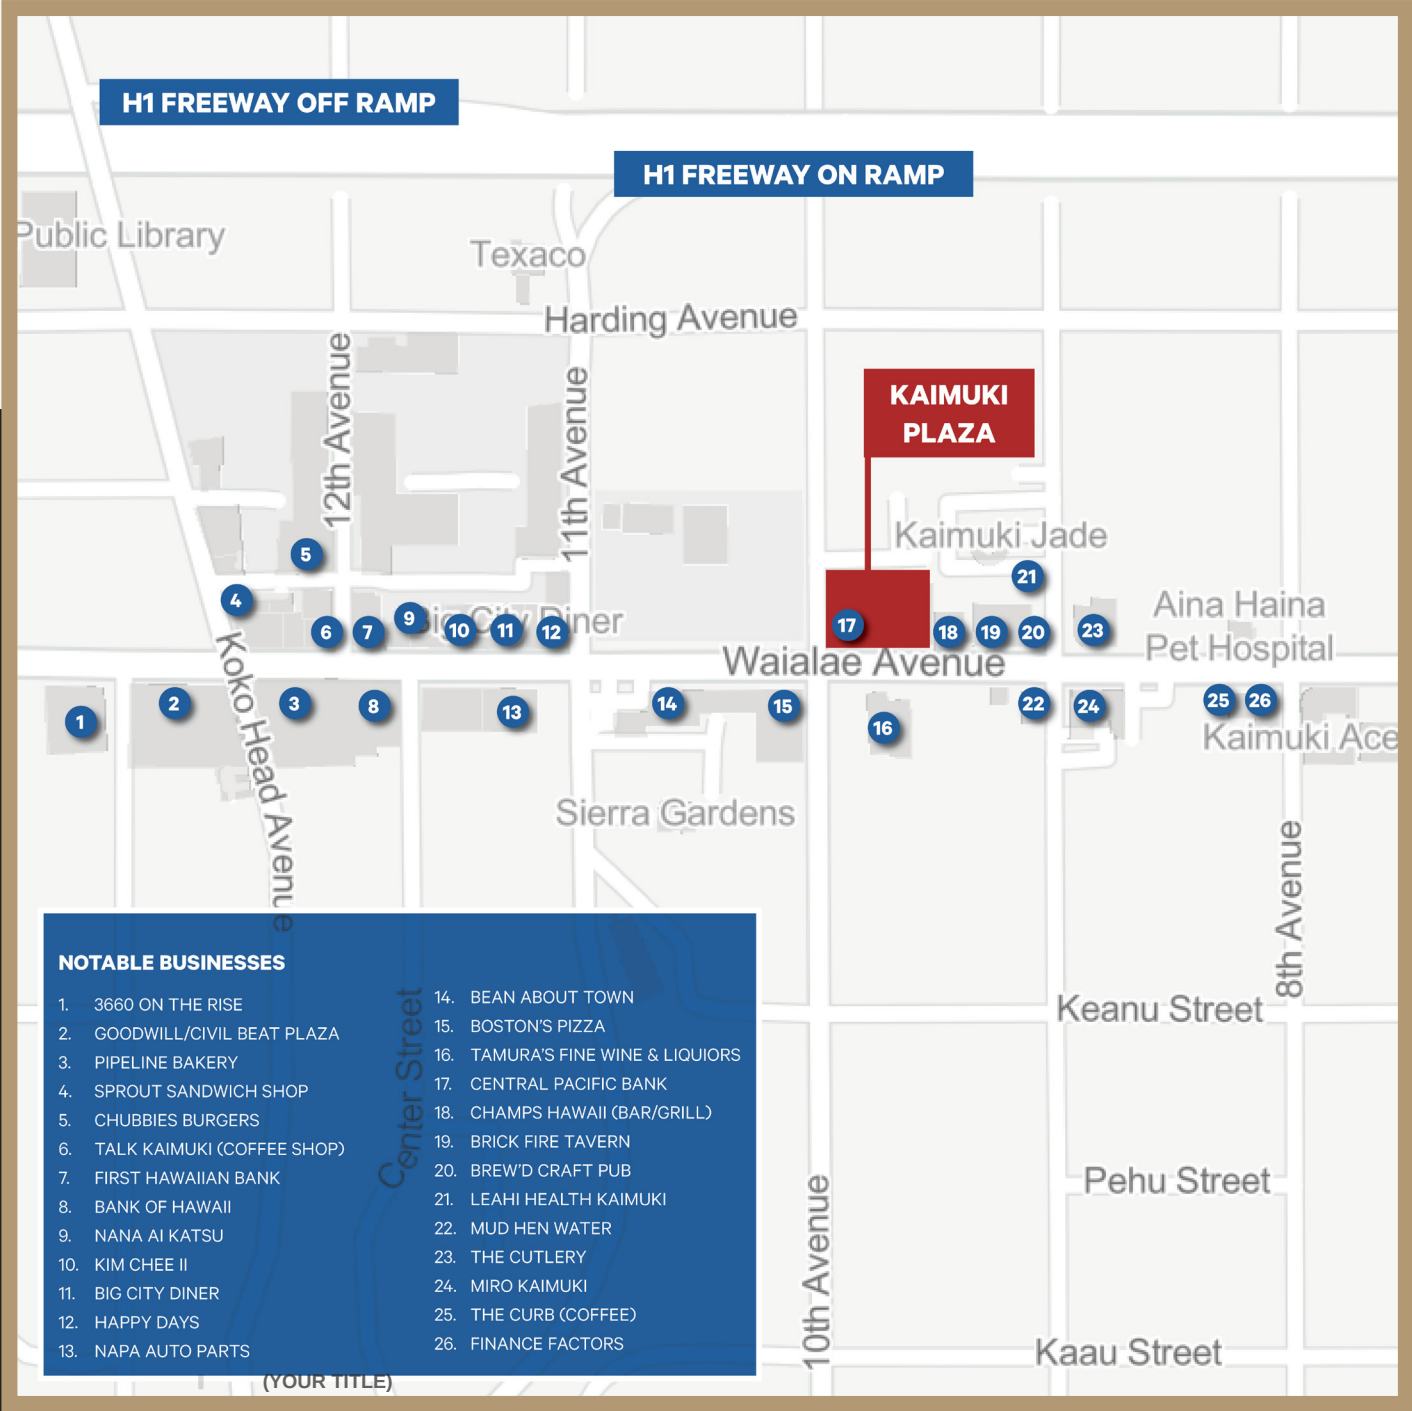 H1 FREEWAY OFF RAMP
H1 FREEWAY ON RAMP
Public Library
Texaco
Harding Avenue
12th Avenue
11th Avenue
KAIMUKI
PLAZA
Kaimuki Jade
5
21
4
Aina Haina
Pet Hospital
Big City Diner
6
7
9
10
11
12
17
18
19
20
23
Waialae Avenue
Koko Head Avenue
1
2
3
8
13
14
15
16
22
24
25
26
Kaimuki Ace
Sierra Gardens
8th Avenue
Keanu Street
Pehu Street
10th Avenue
Kaau Street
Center Street
NOTABLE BUSINESSES
1. 3660 ON THE RISE
2. GOODWILL/CIVIL BEAT PLAZA
3. PIPELINE BAKERY
4. SPROUT SANDWICH SHOP
5. CHUBBIES BURGERS
6. TALK KAIMUKI (COFFEE SHOP)
7. FIRST HAWAIIAN BANK
8. BANK OF HAWAII
9. NANA AI KATSU
10. KIM CHEE II
11. BIG CITY DINER
12. HAPPY DAYS
13. NAPA AUTO PARTS
14. BEAN ABOUT TOWN
15. BOSTON'S PIZZA
16. TAMURA'S FINE WINE & LIQUIORS
17. CENTRAL PACIFIC BANK
18. CHAMPS HAWAII (BAR/GRILL)
19. BRICK FIRE TAVERN
20. BREW'D CRAFT PUB
21. LEAHI HEALTH KAIMUKI
22. MUD HEN WATER
23. THE CUTLERY
24. MIRO KAIMUKI
25. THE CURB (COFFEE)
26. FINANCE FACTORS
(YOUR TITLE)